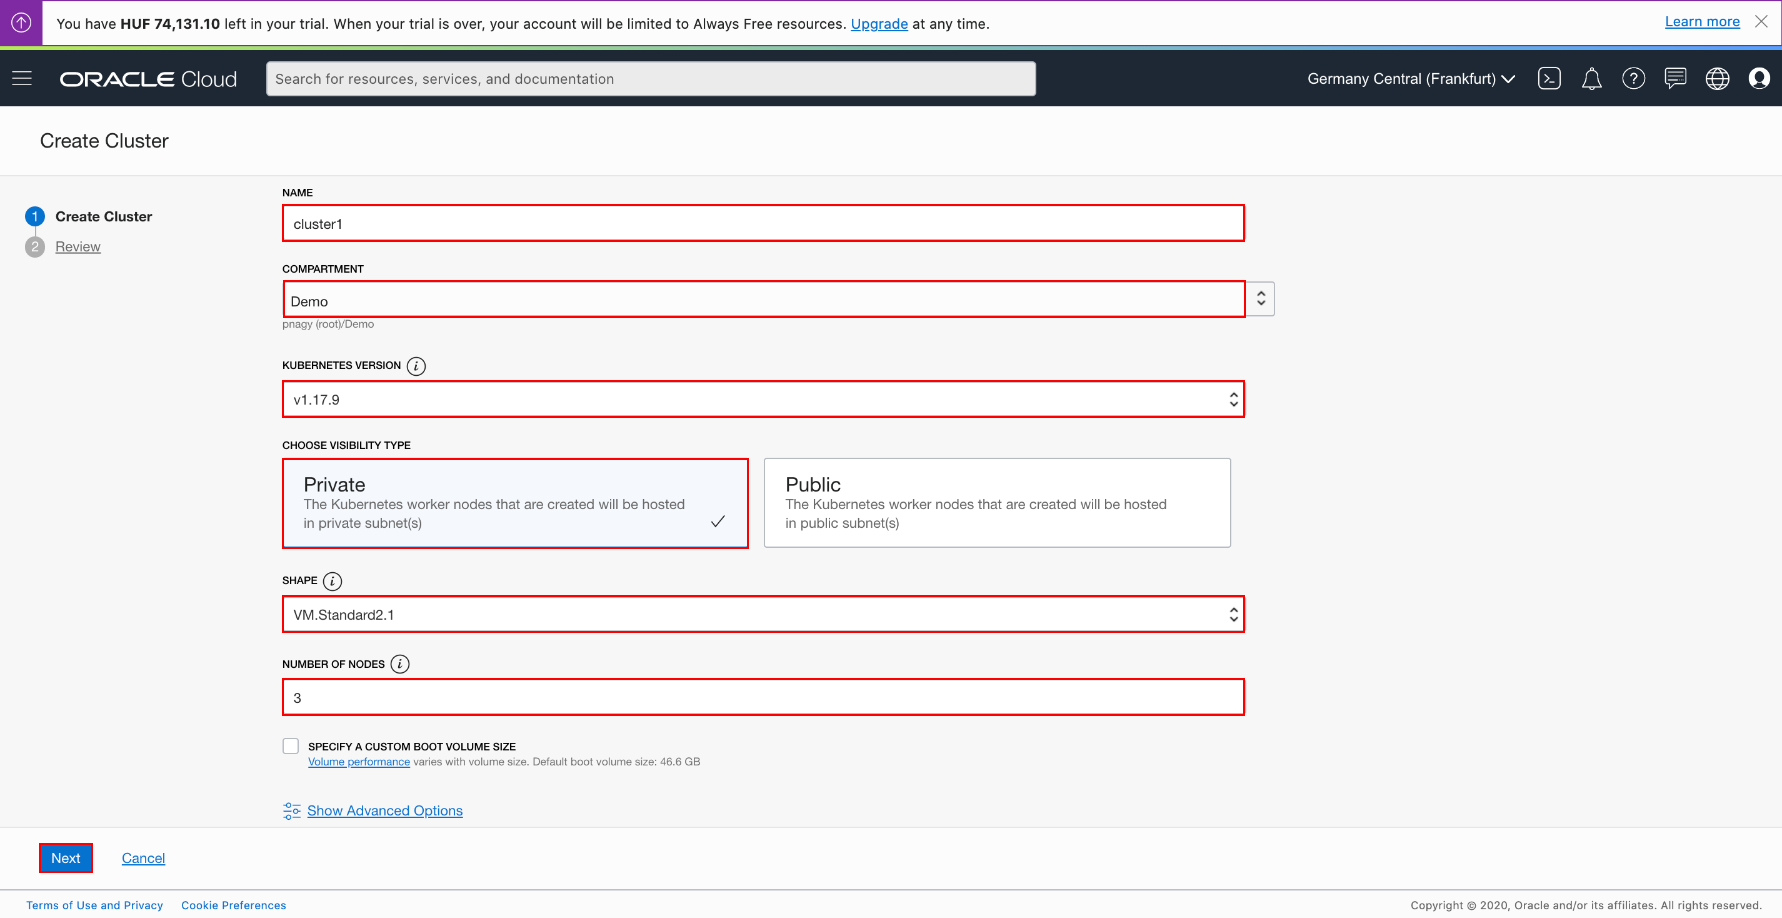 You have HUF 74,131.10 left in your trial. When your trial is over, your account will be limited to Always Free resources. Upgrade at any time.
Learn more
ORACLE Cloud
Search for resources, services, and documentation
Germany Central (Frankfurt)
Create Cluster
1 Create Cluster
2 Review
NAME
cluster1
COMPARTMENT
Demo
pnagy (root)/Demo
KUBERNETES VERSION i
v1.17.9
CHOOSE VISIBILITY TYPE
Private
The Kubernetes worker nodes that are created will be hosted
in private subnet(s)
Public
The Kubernetes worker nodes that are created will be hosted
in public subnet(s)
SHAPE i
VM.Standard2.1
NUMBER OF NODES i
3
SPECIFY A CUSTOM BOOT VOLUME SIZE
Volume performance varies with volume size. Default boot volume size: 46.6 GB
Show Advanced Options
Next
Cancel
Terms of Use and Privacy
Cookie Preferences
Copyright © 2020, Oracle and/or its affiliates. All rights reserved.